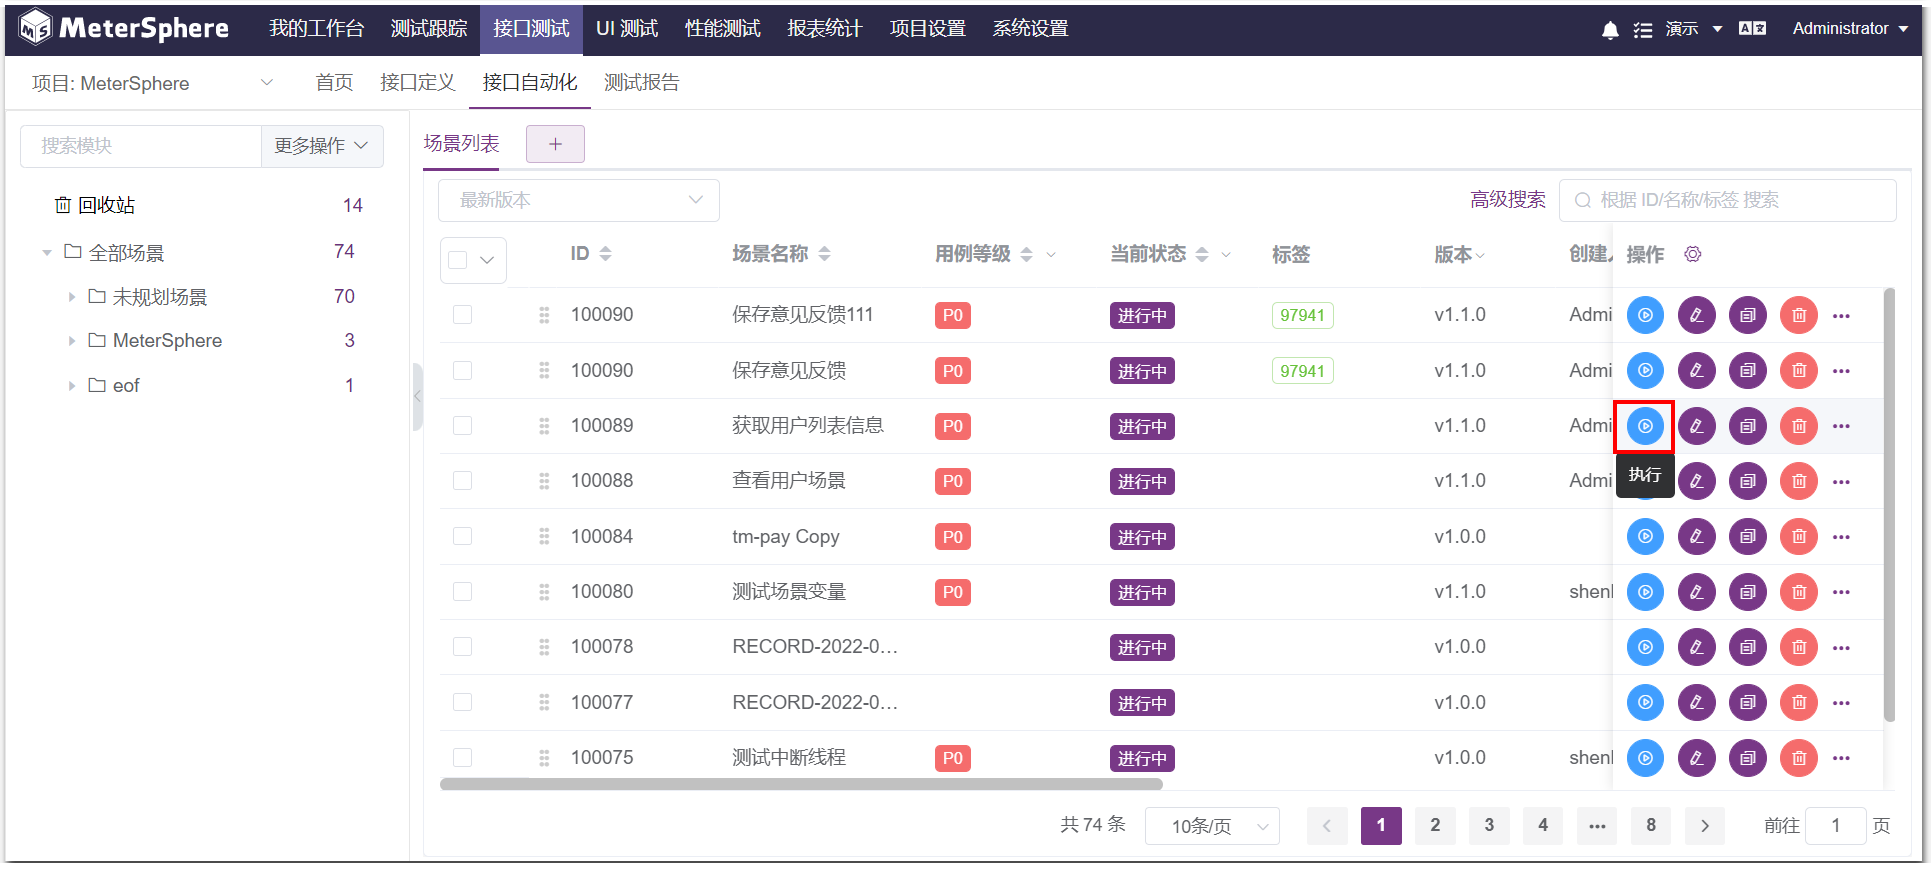 MeterSphere 我的工作台 测试跟踪 接口测试 UI 测试 性能测试 报表统计 项目设置 系统设置 演示 Administrator
项目: MeterSphere 首页 接口定义 接口自动化 测试报告
搜索模块 更多操作
回收站 14
全部场景 74
未规划场景 70
MeterSphere 3
eof 1
场景列表 +
最新版本 高级搜索 根据 ID/名称/标签 搜索
ID 场景名称 用例等级 当前状态 标签 版本 创建人 操作
100090 保存意见反馈111 P0 进行中 97941 v1.1.0 Admi
100090 保存意见反馈 P0 进行中 97941 v1.1.0 Admi
100089 获取用户列表信息 P0 进行中 v1.1.0 Admi
100088 查看用户场景 P0 进行中 v1.1.0 Admi 执行
100084 tm-pay Copy P0 进行中 v1.0.0
100080 测试场景变量 P0 进行中 v1.1.0 shenl
100078 RECORD-2022-0... 进行中 v1.0.0
100077 RECORD-2022-0... 进行中 v1.0.0
100075 测试中断线程 P0 进行中 v1.0.0 shenl
共 74 条 10条/页 1 2 3 4 ... 8 前往 1 页